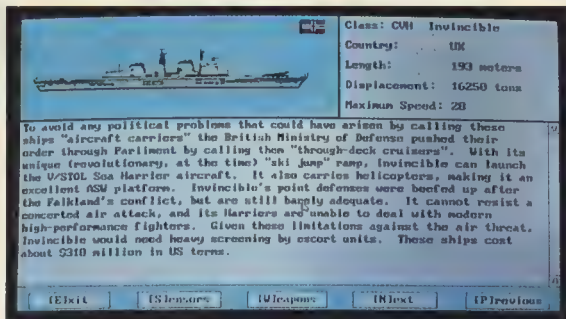 Class: CVH Invincible
Country: UK
Length: 193 meters
Displacement: 16250 tons
Maximum Speed: 28
To avoid any political problems that could have arisen by calling these
ships "aircraft carriers" the British Ministry of Defense pushed their
order through Parliment by calling them "through-deck cruisers". With its
unique (revolutionary, at the time) "ski jump" ramp, Invincible can launch
the V/STOL Sea Harrier aircraft. It also carries helicopters, making it an
excellent ASW platform. Invincible's point defenses were beefed up after
the Falkland's conflict, but are still barely adequate. It cannot resist a
concerted air attack, and its Harriers are unable to deal with modern
high-performance fighters. Given these limitations against the air threat,
Invincible would need heavy screening by escort units. These ships cost
about $310 million in US terms.
[E]xit [S]ensors [W]eapons [N]ext [P]revious